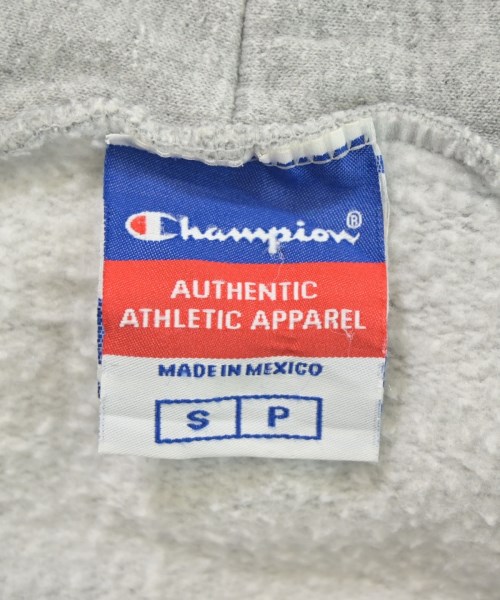 Champion®
AUTHENTIC
ATHLETIC APPAREL
MADE IN MEXICO
S P